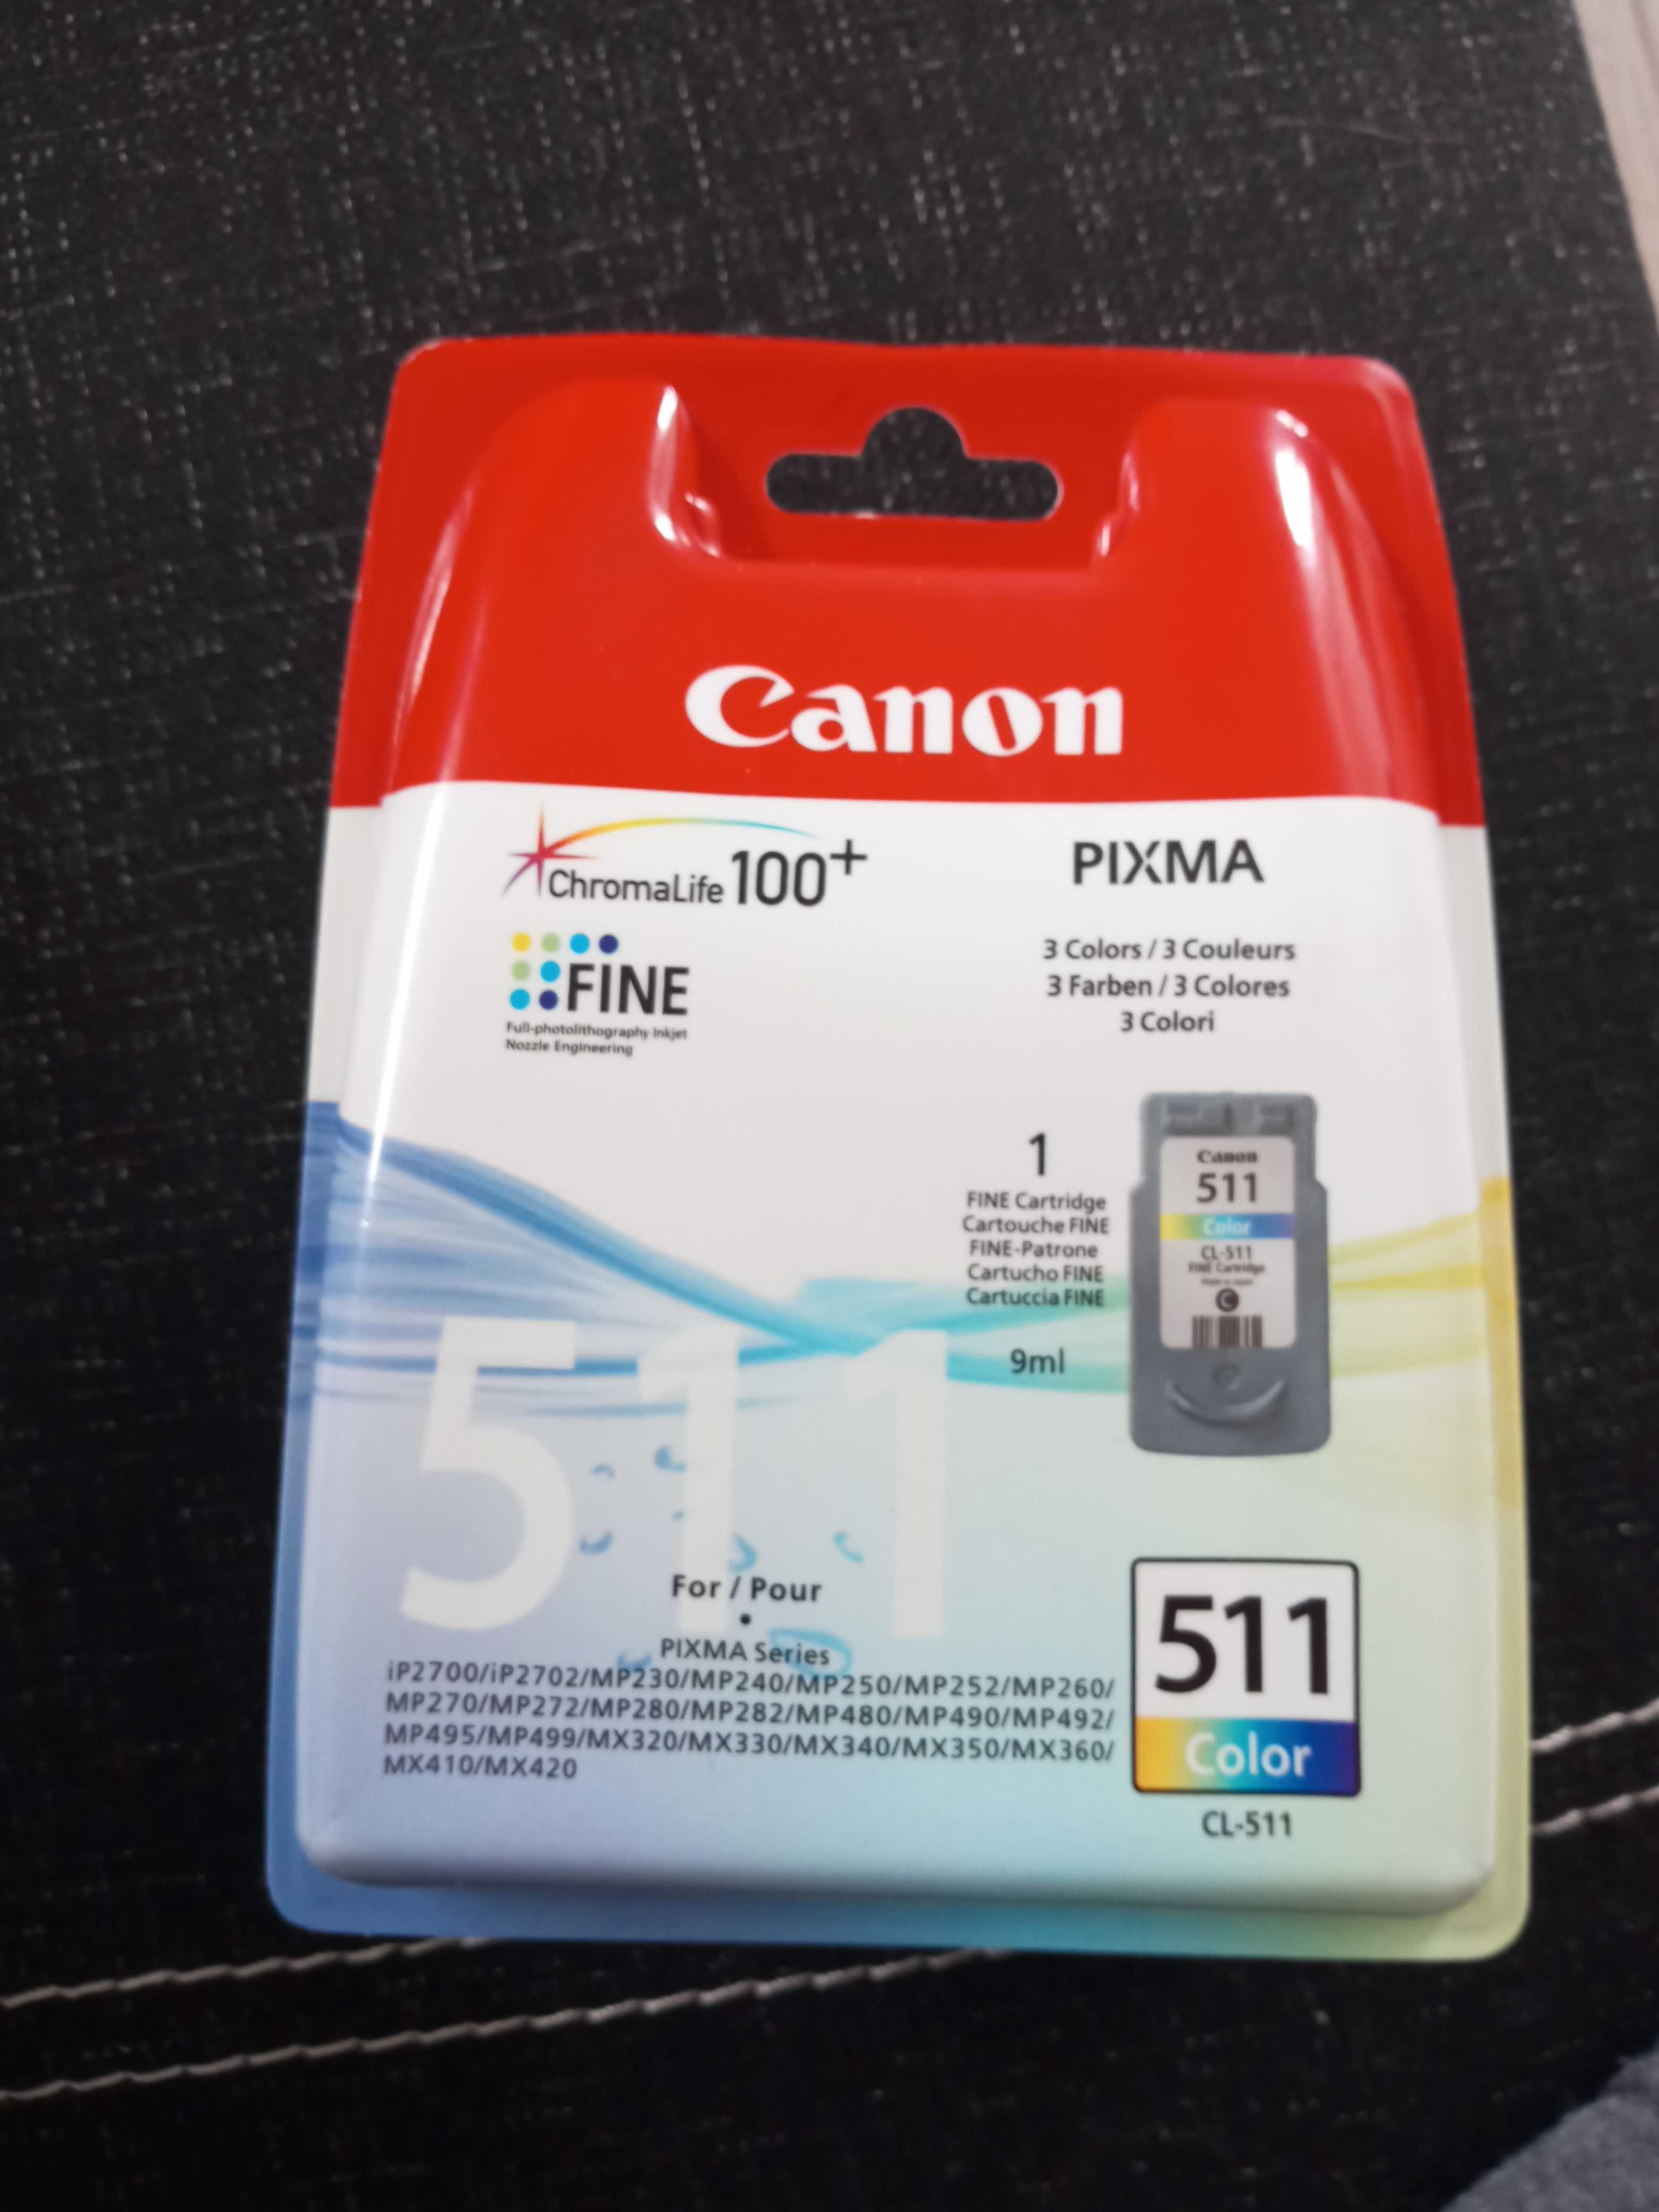 Canon
ChromaLife 100+
PIXMA
FINE
Full-photolithography Inkjet
Nozzle Engineering
3 Colors / 3 Couleurs
3 Farben / 3 Colores
3 Colori
1
FINE Cartridge
Cartouche FINE
FINE-Patrone
Cartucho FINE
Cartuccia FINE
9ml
Canon
511
Color
CL-511
FINE Cartridge
Made in Japan
C
511
For / Pour
•
PIXMA Series
iP2700/iP2702/MP230/MP240/MP250/MP252/MP260/
MP270/MP272/MP280/MP282/MP480/MP490/MP492/
MP495/MP499/MX320/MX330/MX340/MX350/MX360/
MX410/MX420
511
Color
CL-511